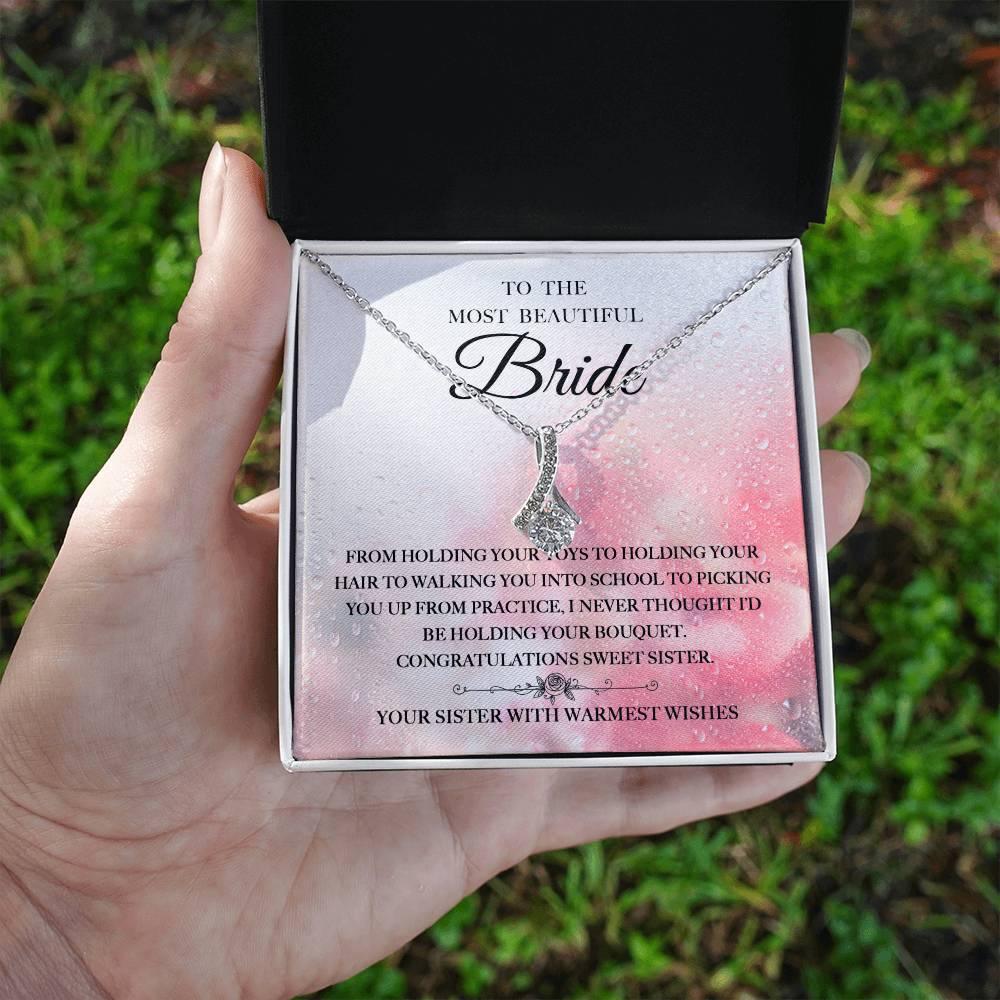 TO THE
MOST BEAUTIFUL
Bride
FROM HOLDING YOUR TOYS TO HOLDING YOUR
HAIR TO WALKING YOU INTO SCHOOL TO PICKING
YOU UP FROM PRACTICE, I NEVER THOUGHT I'D
BE HOLDING YOUR BOUQUET.
CONGRATULATIONS SWEET SISTER.
YOUR SISTER WITH WARMEST WISHES